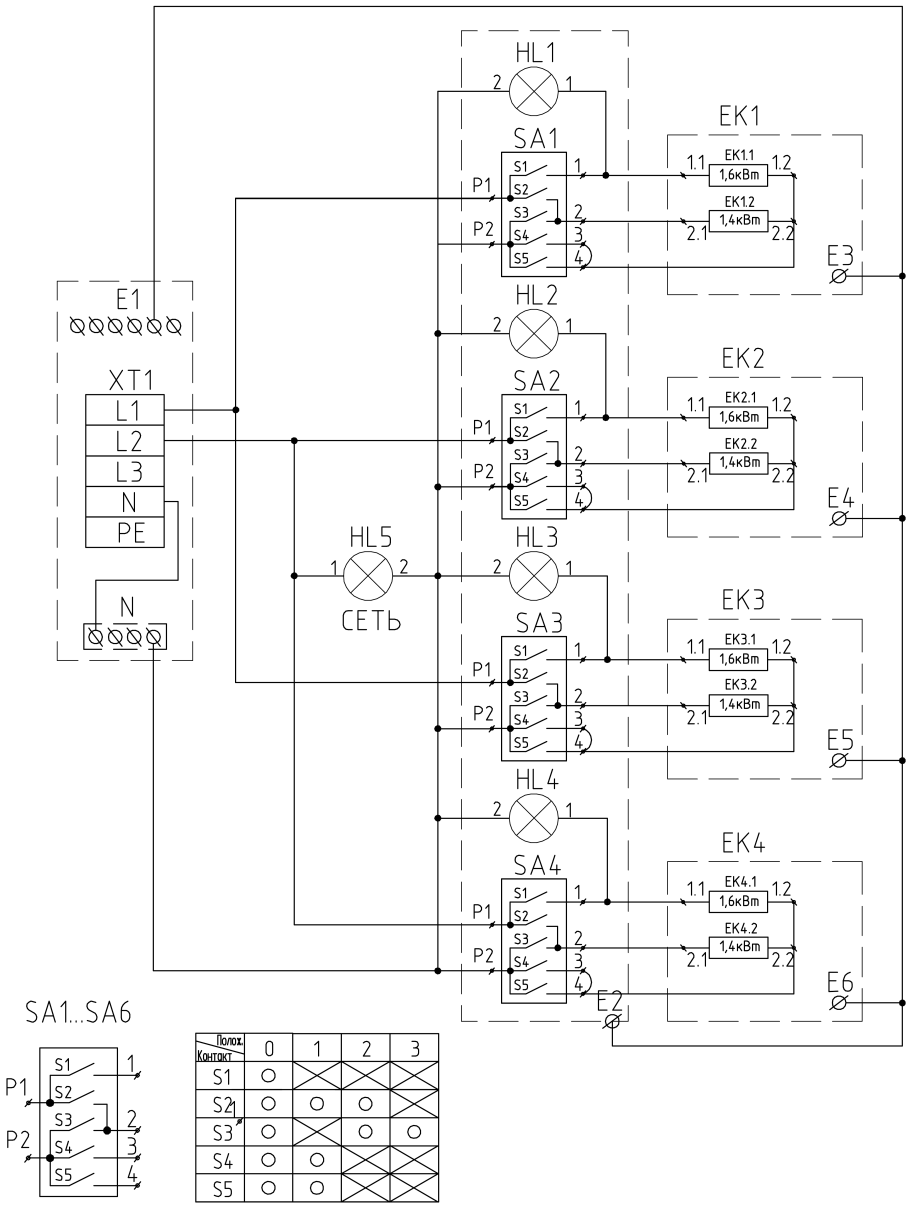 HL1
2 1
EK1
SA1
S1 1 1.1 EK1.1 1.2
1,6кВт
P1 S2
EK1.2
S3 2 1,4кВт
P2 S4 3 2.1 2.2
S5 4
E3
E1
HL2
2 1
EK2
XT1
SA2
L1
S1 1 1.1 EK2.1 1.2
1,6кВт
L2
P1 S2
EK2.2
S3 2 1,4кВт
L3
P2 S4 3 2.1 2.2
N
S5 4
E4
PE
HL5
1 2
СЕТЬ
HL3
2 1
EK3
N
SA3
S1 1 1.1 EK3.1 1.2
1,6кВт
P1 S2
EK3.2
S3 2 1,4кВт
P2 S4 3 2.1 2.2
S5 4
E5
HL4
2 1
EK4
SA4
S1 1 1.1 EK4.1 1.2
1,6кВт
P1 S2
EK4.2
S3 2 1,4кВт
P2 S4 3 2.1 2.2
S5 4
E6
E2
SA1...SA6
S1 1
P1 S2
S3 2
P2 S4 3
S5 4
Полож. 0 1 2 3
Контакт
S1
S2
1
S3
S4
S5